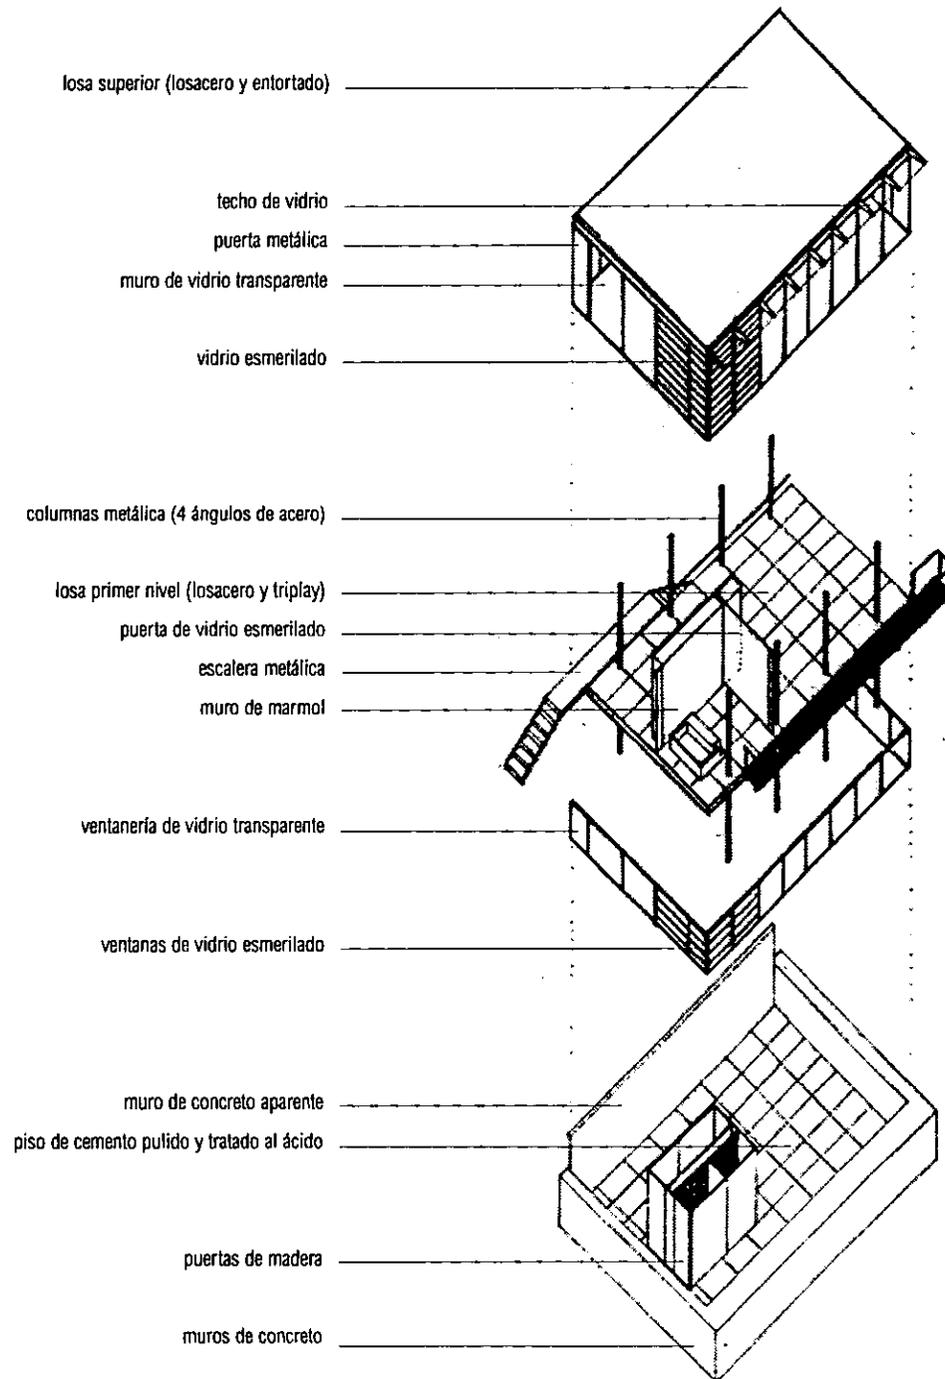 losa superior (losacero y entortado)
techo de vidrio
puerta metálica
muro de vidrio transparente
vidrio esmerilado
columnas metálica (4 ángulos de acero)
losa primer nivel (losacero y triplay)
puerta de vidrio esmerilado
escalera metálica
muro de marmol
ventanería de vidrio transparente
ventanas de vidrio esmerilado
muro de concreto aparente
piso de cemento pulido y tratado al ácido
puertas de madera
muros de concreto